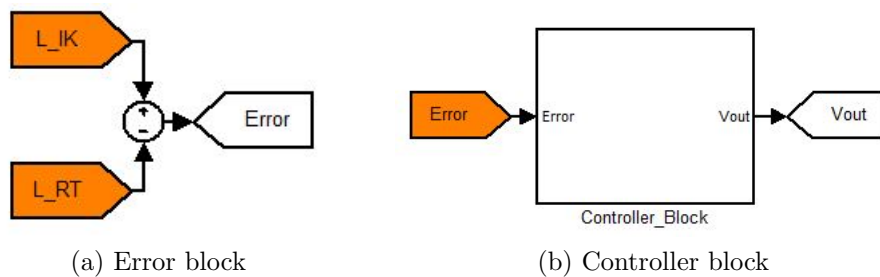 L_IK
+
-
Error
L_RT
(a) Error block
Error
Error
Vout
Vout
Controller_Block
(b) Controller block